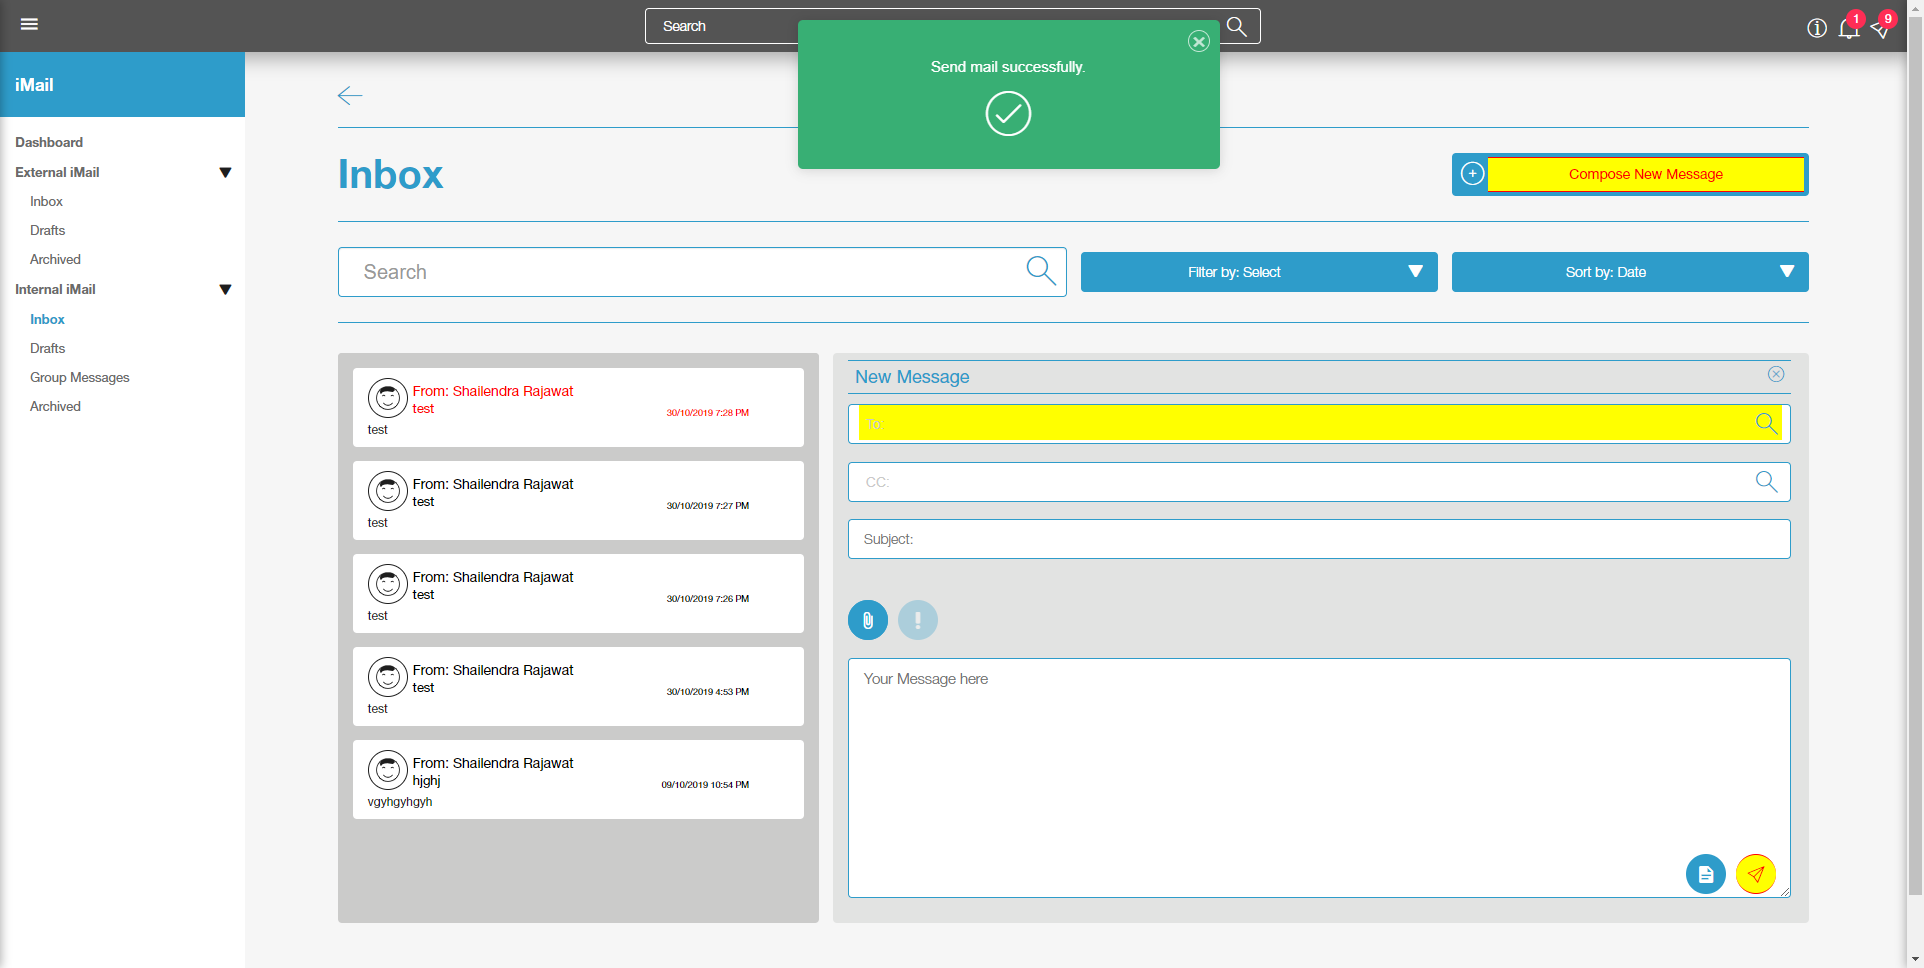 Search
1
9
Send mail successfully.
iMail
Dashboard
External iMail
Inbox
Drafts
Archived
Internal iMail
Inbox
Drafts
Group Messages
Archived
Inbox
+ Compose New Message
Search
Filter by: Select
Sort by: Date
From: Shailendra Rajawat
test
30/10/2019 7:28 PM
test
From: Shailendra Rajawat
test
30/10/2019 7:27 PM
test
From: Shailendra Rajawat
test
30/10/2019 7:26 PM
test
From: Shailendra Rajawat
test
30/10/2019 4:53 PM
test
From: Shailendra Rajawat
hjghj
09/10/2019 10:54 PM
vgyhgyhgyh
New Message
To:
CC:
Subject:
Your Message here